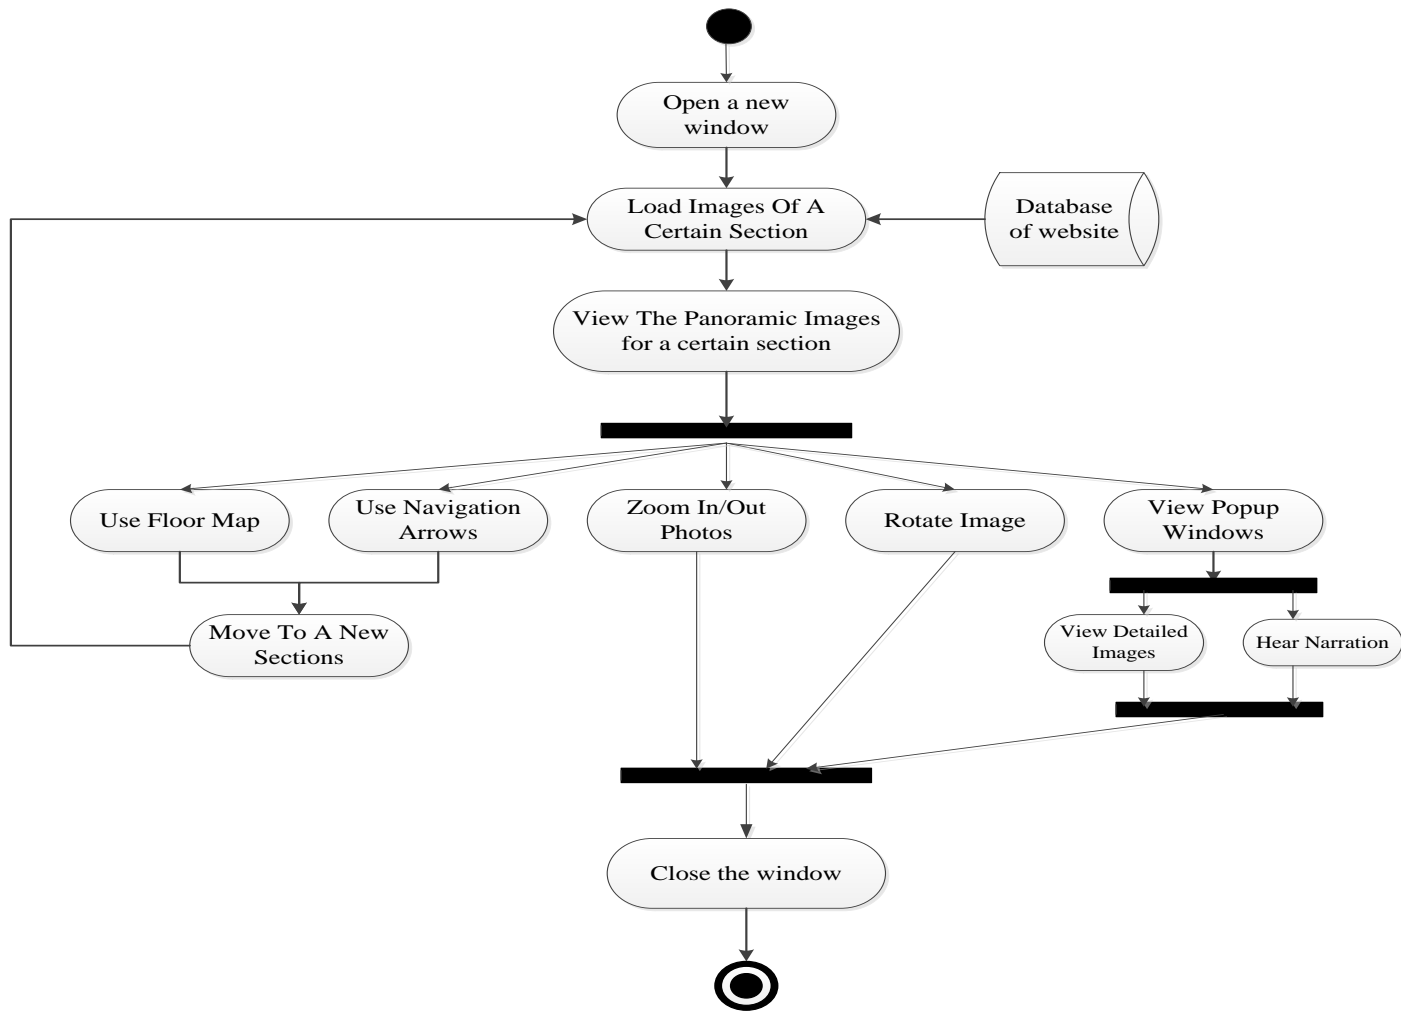 Open a new
window
Load Images Of A
Certain Section
Database
of website
View The Panoramic Images
for a certain section
Use Floor Map
Use Navigation
Arrows
Zoom In/Out
Photos
Rotate Image
View Popup
Windows
Move To A New
Sections
View Detailed
Images
Hear Narration
Close the window